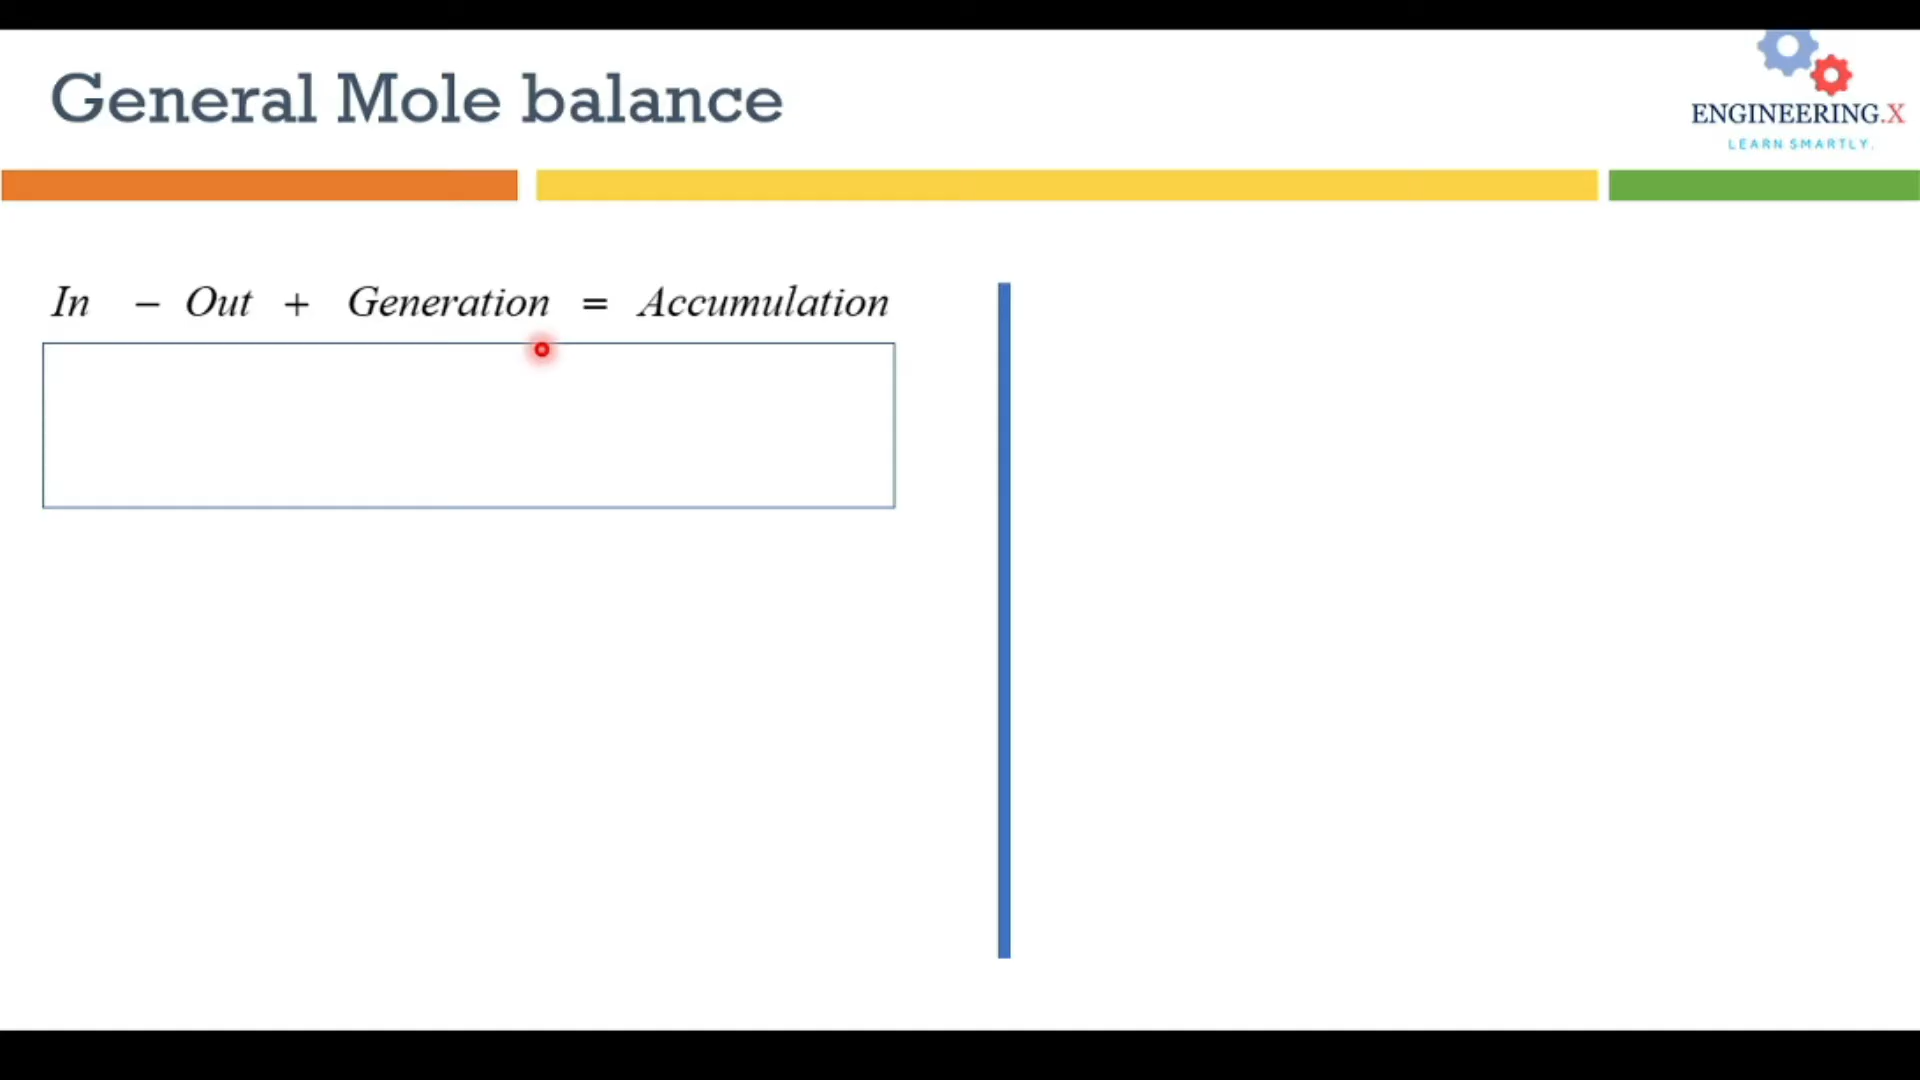 General Mole balance
ENGINEERING.X
LEARN SMARTLY.
In − Out + Generation = Accumulation